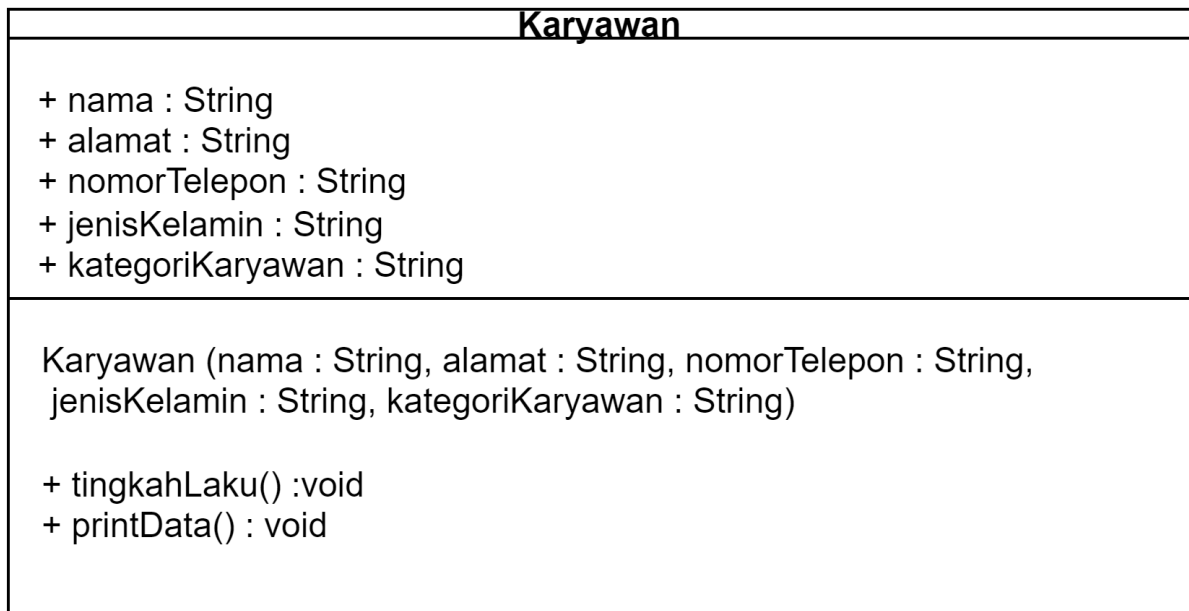 Karyawan
+ nama : String
+ alamat : String
+ nomorTelepon : String
+ jenisKelamin : String
+ kategoriKaryawan : String
Karyawan (nama : String, alamat : String, nomorTelepon : String,
jenisKelamin : String, kategoriKaryawan : String)
+ tingkahLaku() :void
+ printData() : void